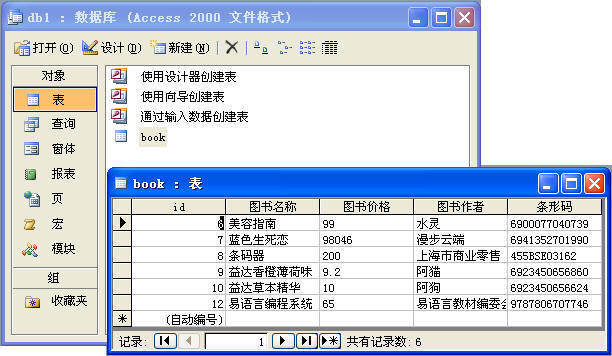 db1 : 数据库 (Access 2000 文件格式)
打开(O) 设计(D) 新建(N)
对象
表
查询
窗体
报表
页
宏
模块
组
收藏夹
使用设计器创建表
使用向导创建表
通过输入数据创建表
book
book : 表
id 图书名称 图书价格 图书作者 条形码
6 美容指南 99 水灵 6900077040739
7 蓝色生死恋 98046 漫步云端 6941352701990
8 条码器 200 上海市商业零售 455BSE03162
9 益达香橙薄荷味 9.2 阿猫 6923450656860
10 益达草本精华 10 阿狗 6923450656624
12 易语言编程系统 65 易语言教材编委会 9787806707746
(自动编号)
记录: 1 共有记录数: 6